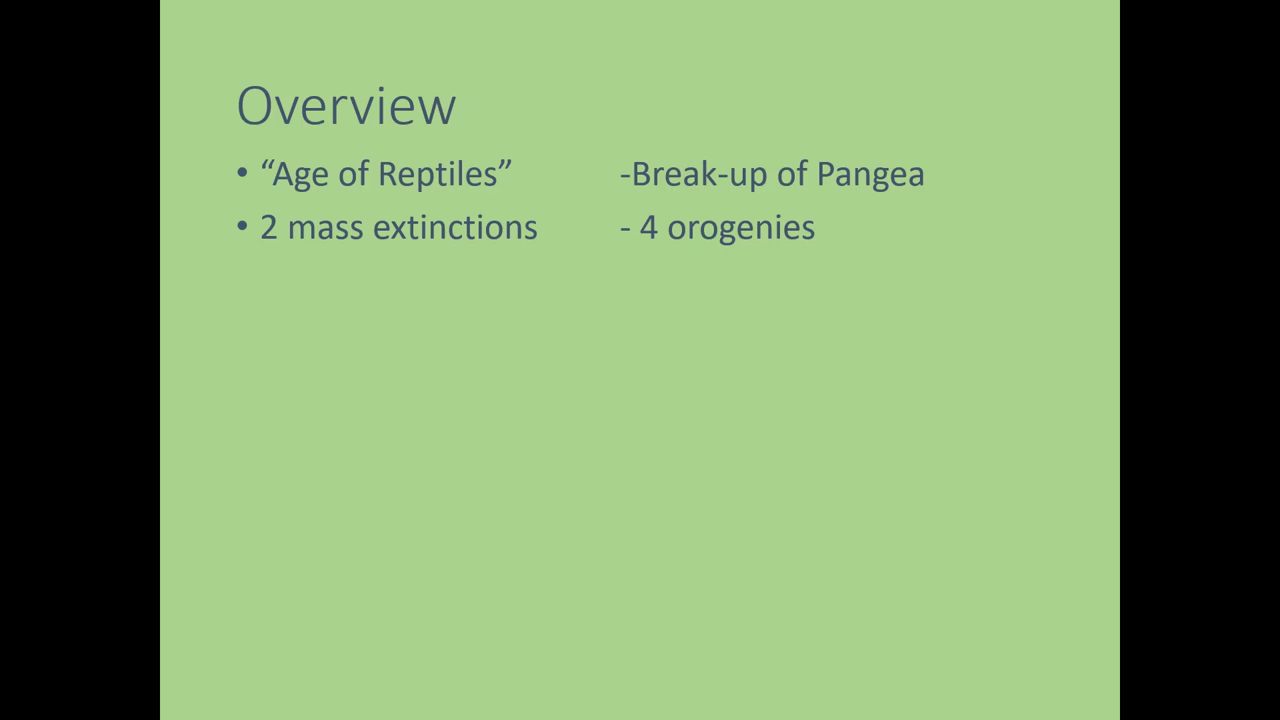 Overview
• “Age of Reptiles” -Break-up of Pangea
• 2 mass extinctions - 4 orogenies